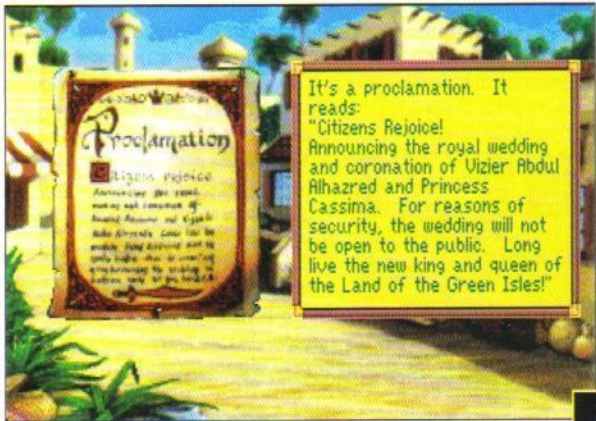 Proclamation
Citizens rejoice
It's a proclamation. It
reads:
"Citizens Rejoice!
Announcing the royal wedding
and coronation of Vizier Abdul
Alhazred and Princess
Cassima. For reasons of
security, the wedding will not
be open to the public. Long
live the new king and queen of
the Land of the Green Isles!"